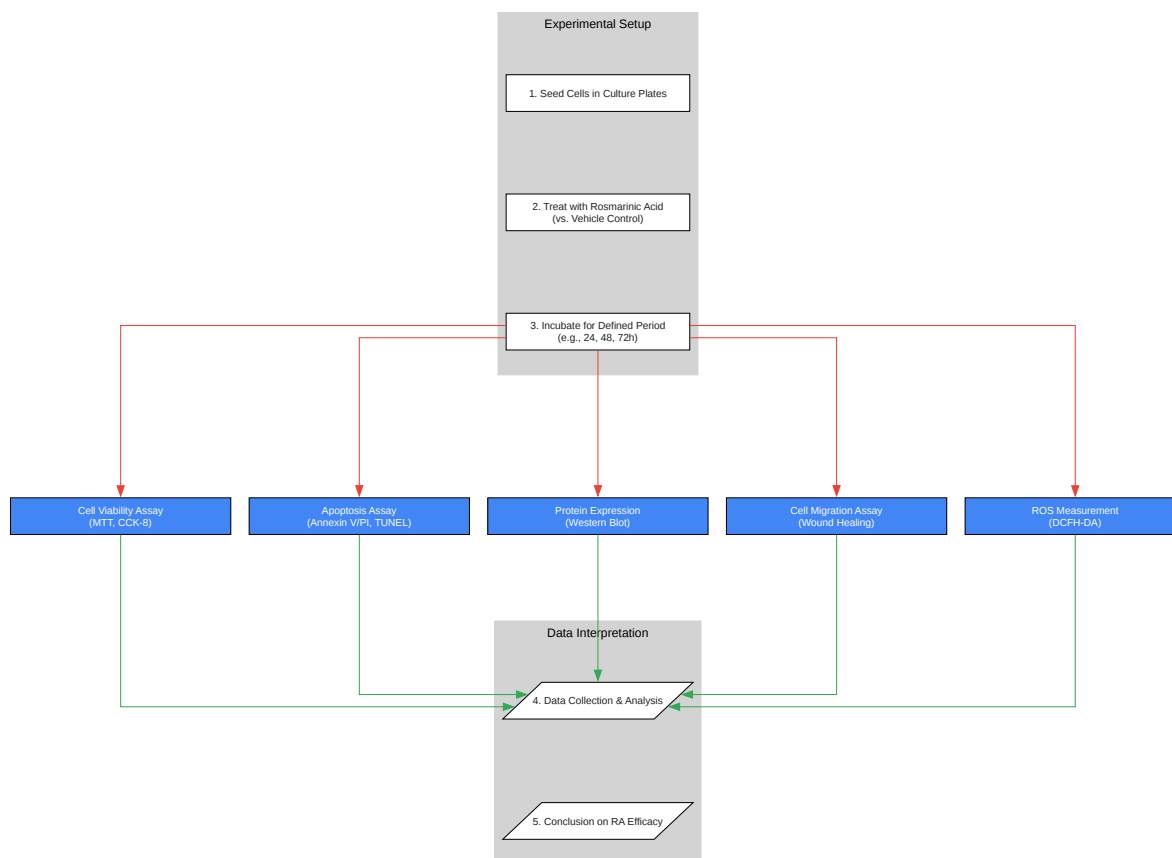 Experimental Setup
1. Seed Cells in Culture Plates
2. Treat with Rosmarinic Acid
(vs. Vehicle Control)
3. Incubate for Defined Period
(e.g., 24, 48, 72h)
Cell Viability Assay
(MTT, CCK-8)
Apoptosis Assay
(Annexin V/PI, TUNEL)
Protein Expression
(Western Blot)
Cell Migration Assay
(Wound Healing)
ROS Measurement
(DCFH-DA)
Data Interpretation
4. Data Collection & Analysis
5. Conclusion on RA Efficacy